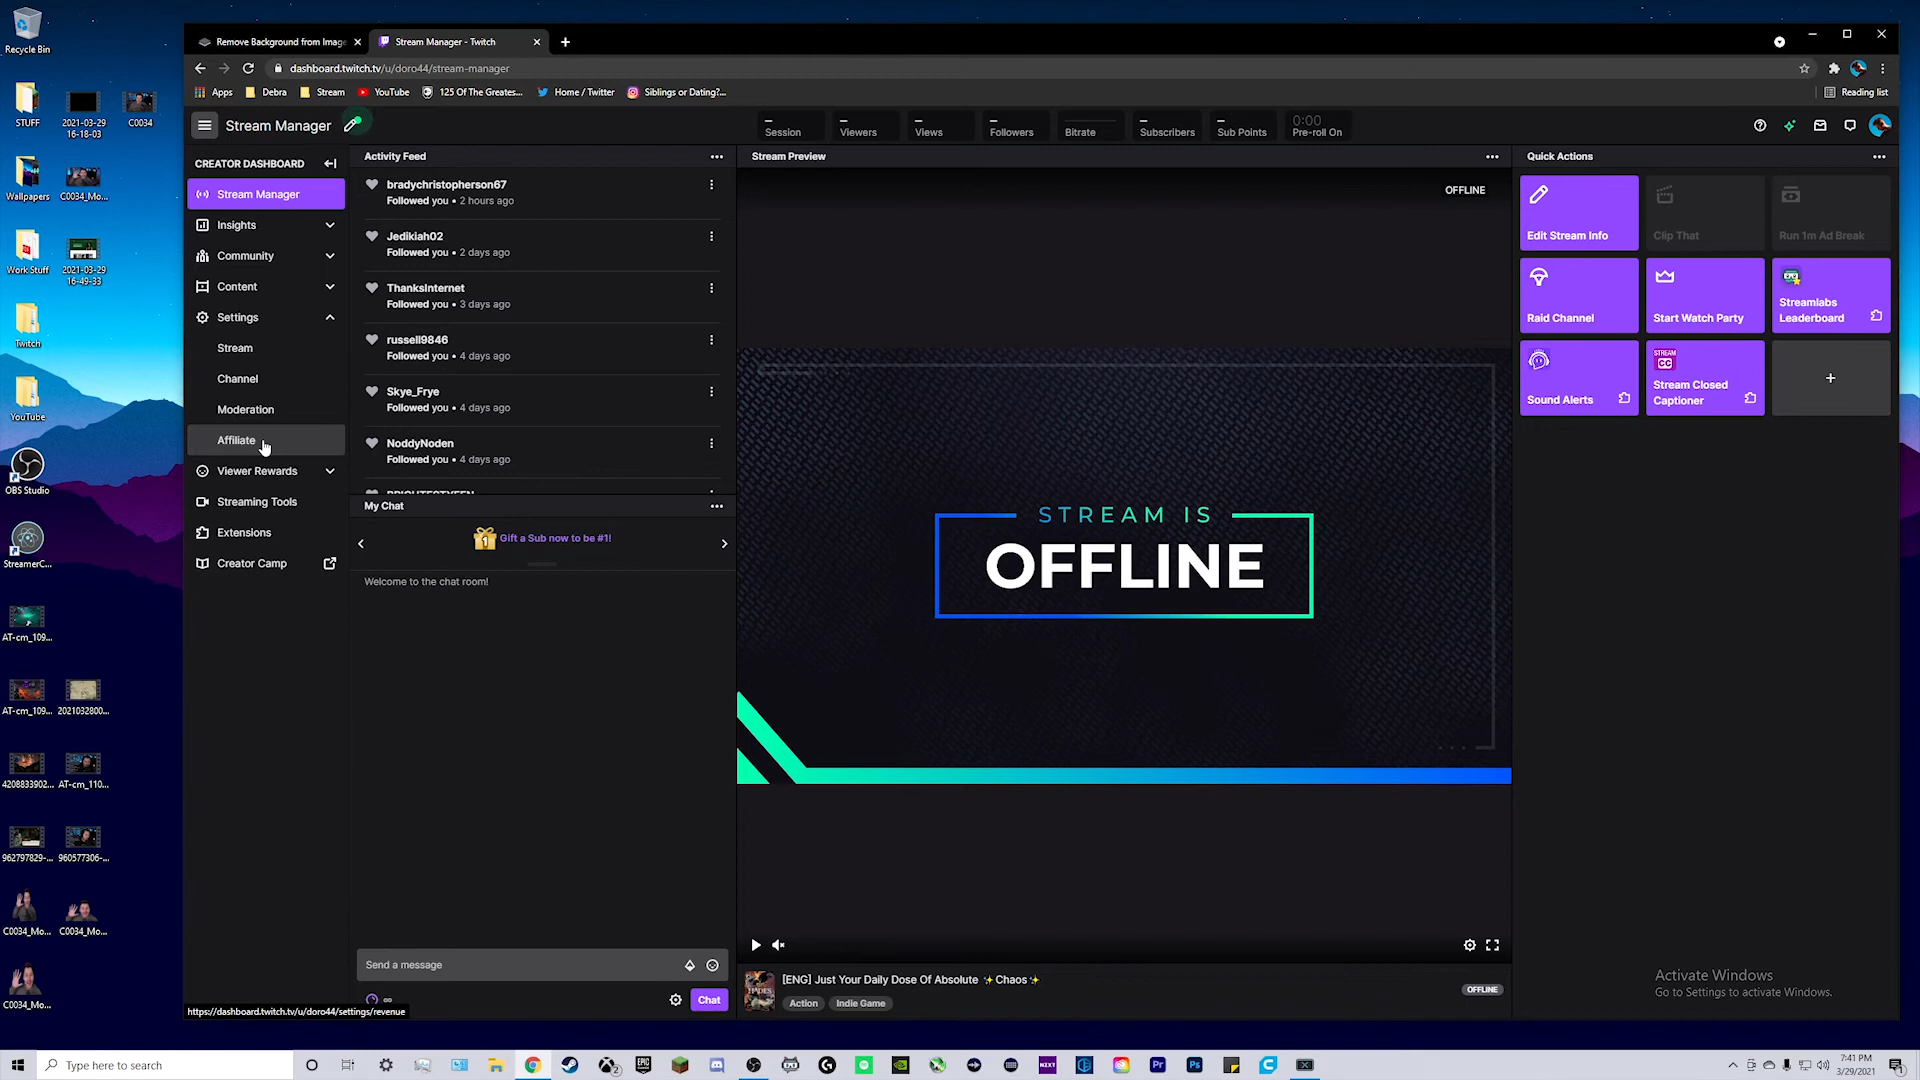 Recycle Bin
STUFF
2021-03-29
16-18-03
C0034
Wallpapers
C0034_Mo...
Work Stuff
2021-03-29
16-49-33
Twitch
YouTube
OBS Studio
StreamerC...
AT-cm_109...
AT-cm_109...
2021032800...
4208833902...
AT-cm_110...
962797829-...
960577306-...
C0034_Mo...
C0034_Mo...
C0034_Mo...
Remove Background from Image
Stream Manager - Twitch
dashboard.twitch.tv/u/doro44/stream-manager
Apps
Debra
Stream
YouTube
125 Of The Greates...
Home / Twitter
Siblings or Dating?...
Reading list
Stream Manager
Session
Viewers
Views
Followers
Bitrate
Subscribers
Sub Points
0:00
Pre-roll On
CREATOR DASHBOARD
Stream Manager
Insights
Community
Content
Settings
Stream
Channel
Moderation
Affiliate
Viewer Rewards
Streaming Tools
Extensions
Creator Camp
Activity Feed
bradychristopherson67
Followed you • 2 hours ago
Jedikiah02
Followed you • 2 days ago
ThanksInternet
Followed you • 3 days ago
russell9846
Followed you • 4 days ago
Skye_Frye
Followed you • 4 days ago
NoddyNoden
Followed you • 4 days ago
My Chat
1
Gift a Sub now to be #1!
Welcome to the chat room!
Send a message
Chat
https://dashboard.twitch.tv/u/doro44/settings/revenue
Stream Preview
OFFLINE
STREAM IS
OFFLINE
HADES
[ENG] Just Your Daily Dose Of Absolute ✨Chaos✨
Action
Indie Game
OFFLINE
Quick Actions
Edit Stream Info
Clip That
Run 1m Ad Break
Raid Channel
Start Watch Party
Streamlabs
Leaderboard
Sound Alerts
STREAM
CC
Stream Closed
Captioner
Activate Windows
Go to Settings to activate Windows.
Type here to search
EPIC
NZXT
Pr
Ps
7:41 PM
3/29/2021